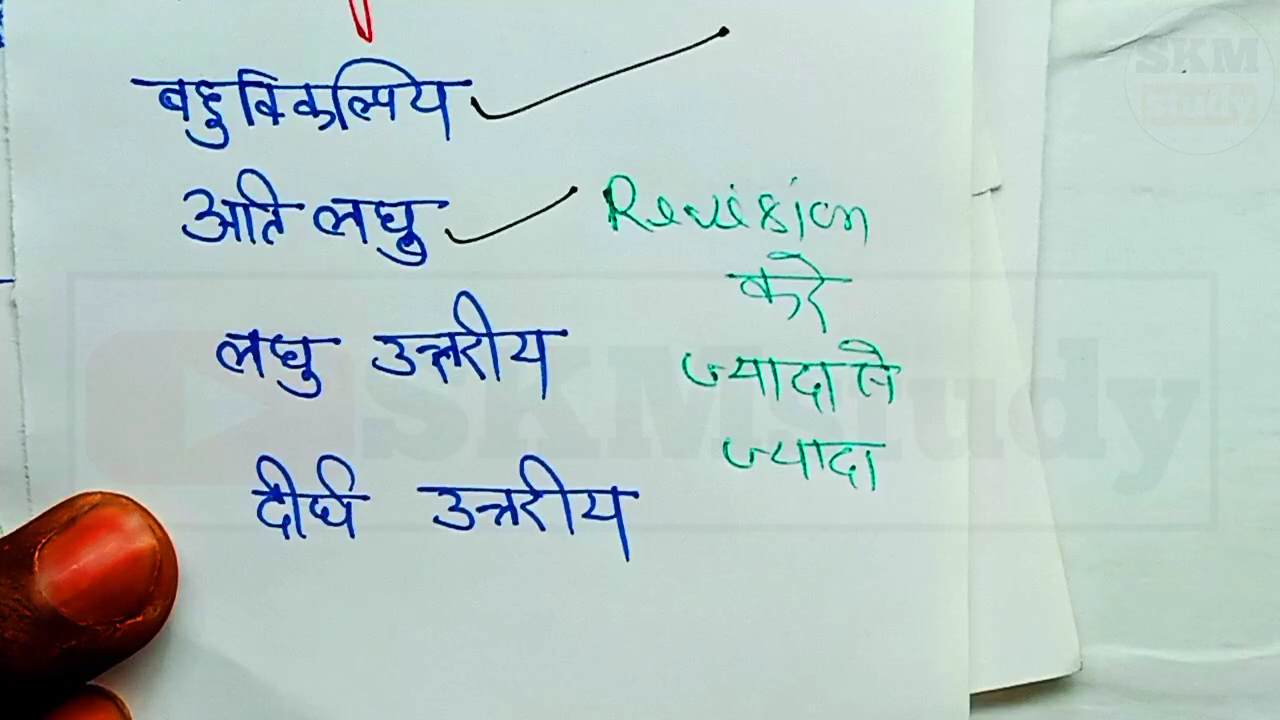 बहुविकल्पिय
अति लघु
Revision
करे
लघु उत्तरीय
ज्यादा से
ज्यादा
दीर्घ उत्तरीय
SKM
Study
SKMStudy